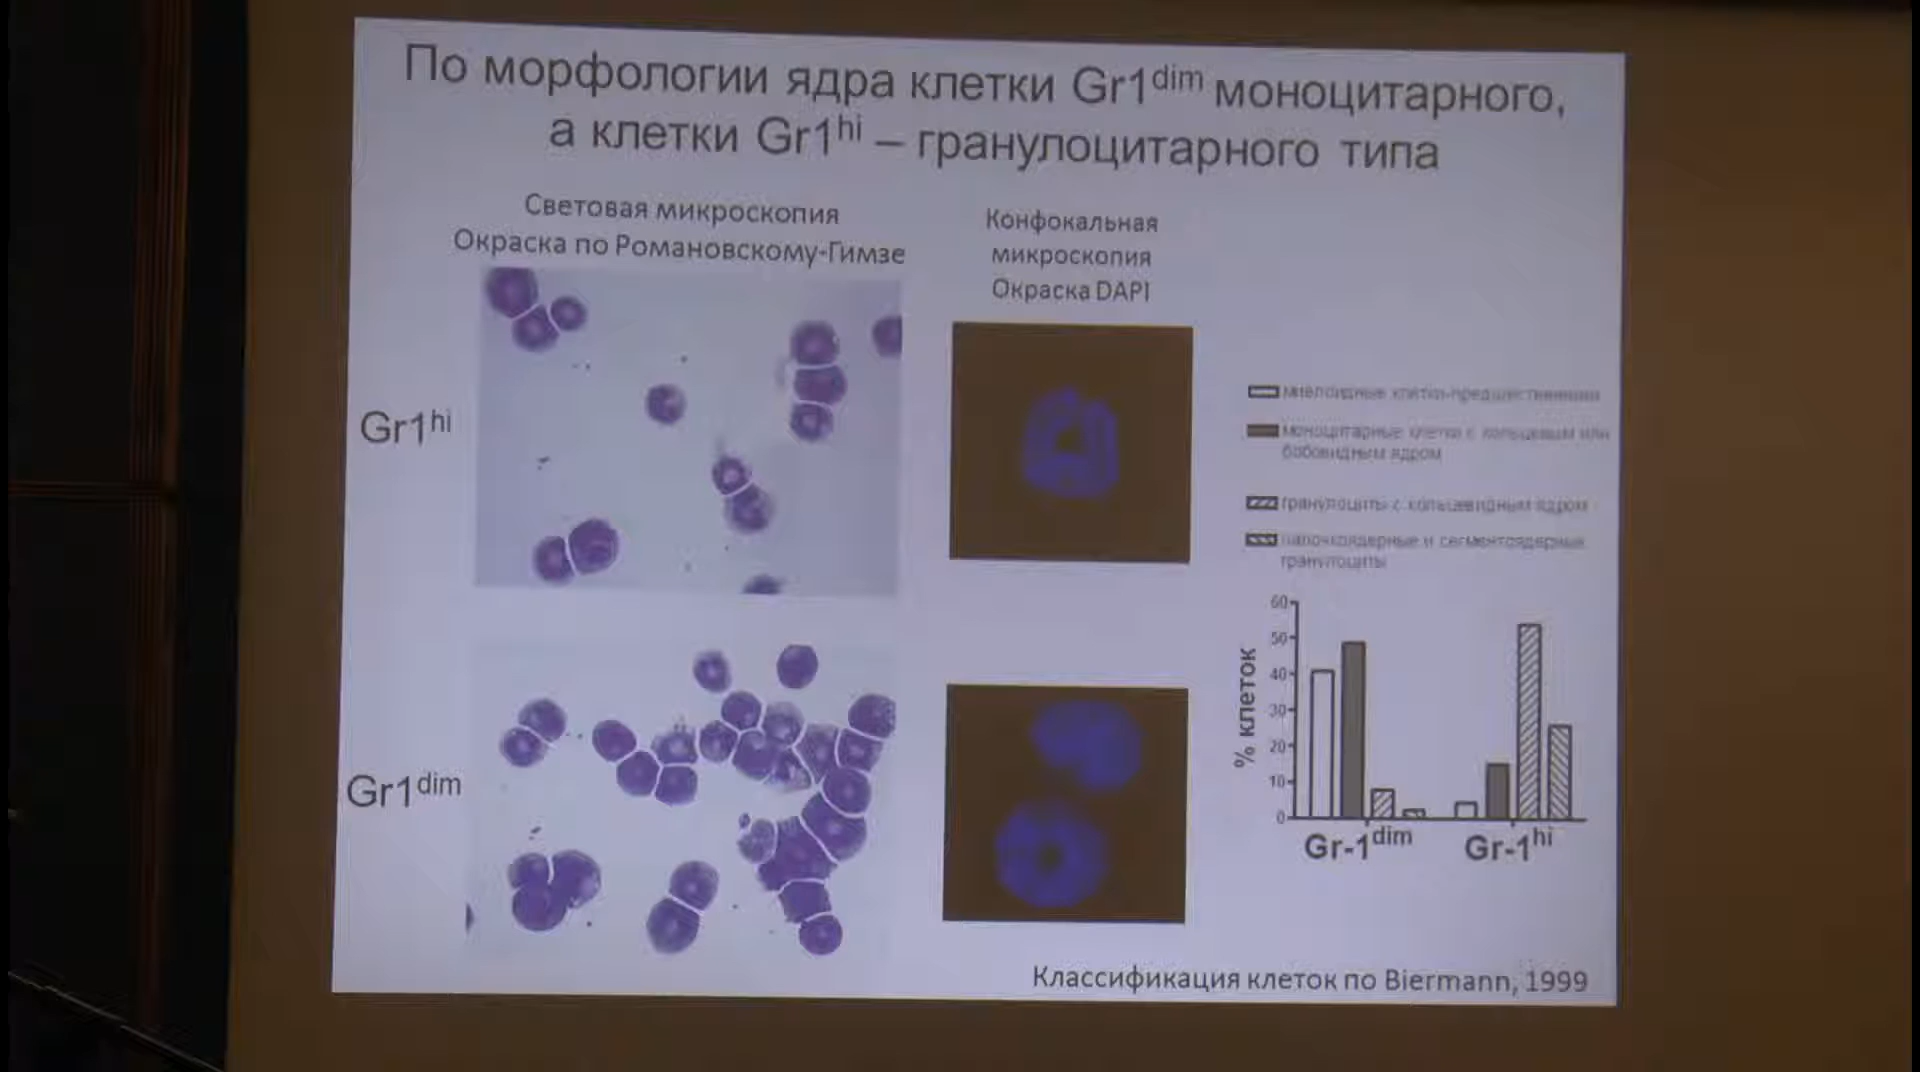 По морфологии ядра клетки Gr1dim моноцитарного,
а клетки Gr1hi – гранулоцитарного типа
Световая микроскопия
Окраска по Романовскому-Гимзе
Конфокальная
микроскопия
Окраска DAPI
Gr1hi
Gr1dim
миелоидные клетки-предшественники
моноцитарные клетки с кольцевым или
бобовидным ядром
гранулоциты с кольцевидным ядром
палочкоядерные и сегментоядерные
гранулоциты
% клеток
60
50
40
30
20
10
0
Gr-1dim
Gr-1hi
Классификация клеток по Biermann, 1999